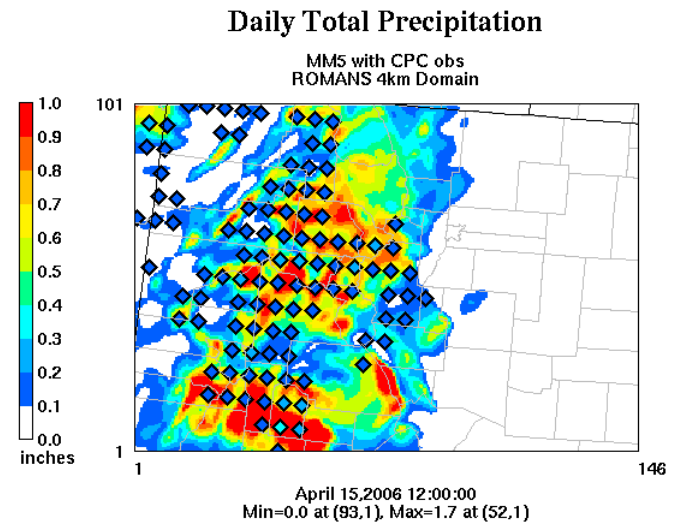 Daily Total Precipitation
MM5 with CPC obs
ROMANS 4km Domain
101
1.0
0.9
0.8
0.7
0.6
0.5
0.4
0.3
0.2
0.1
0.0
inches
1
1
146
April 15,2006 12:00:00
Min=0.0 at (93,1), Max=1.7 at (52,1)